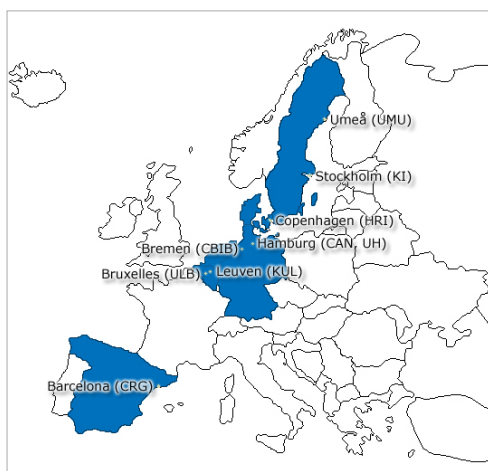 Umeå (UMU)
Stockholm (KI)
Copenhagen (HRI)
Bremen (CBIB)
Hamburg (CAN, UH)
Bruxelles (ULB)
Leuven (KUL)
Barcelona (CRG)